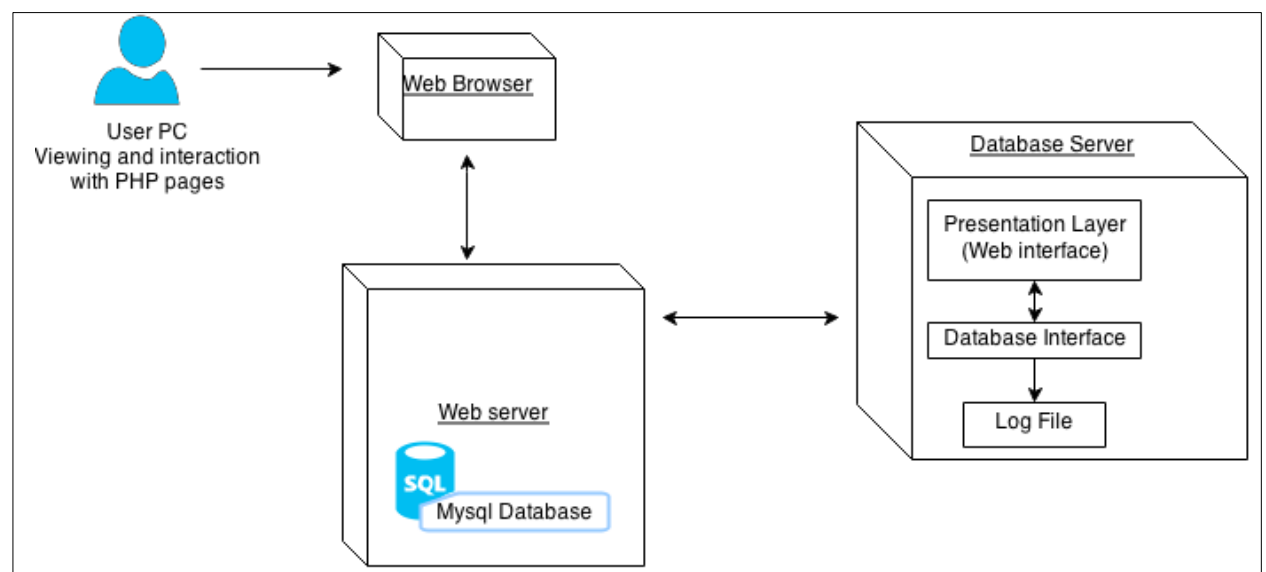 User PC
Viewing and interaction
with PHP pages
Web Browser
Database Server
Presentation Layer
(Web interface)
Database Interface
Log File
Web server
SQL
Mysql Database